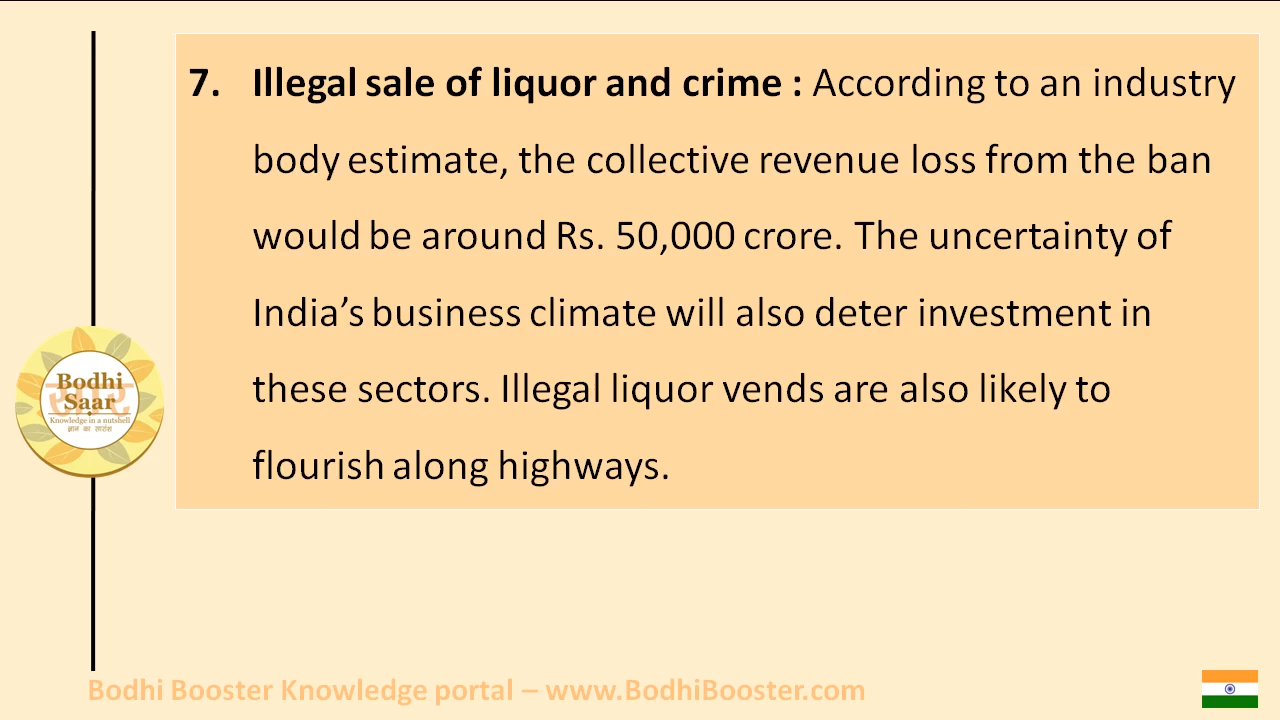 7. Illegal sale of liquor and crime : According to an industry
body estimate, the collective revenue loss from the ban
would be around Rs. 50,000 crore. The uncertainty of
India’s business climate will also deter investment in
these sectors. Illegal liquor vends are also likely to
flourish along highways.
Bodhi
Saar
Knowledge in a nutshell
ज्ञान का सारांश
Bodhi Booster Knowledge portal – www.BodhiBooster.com